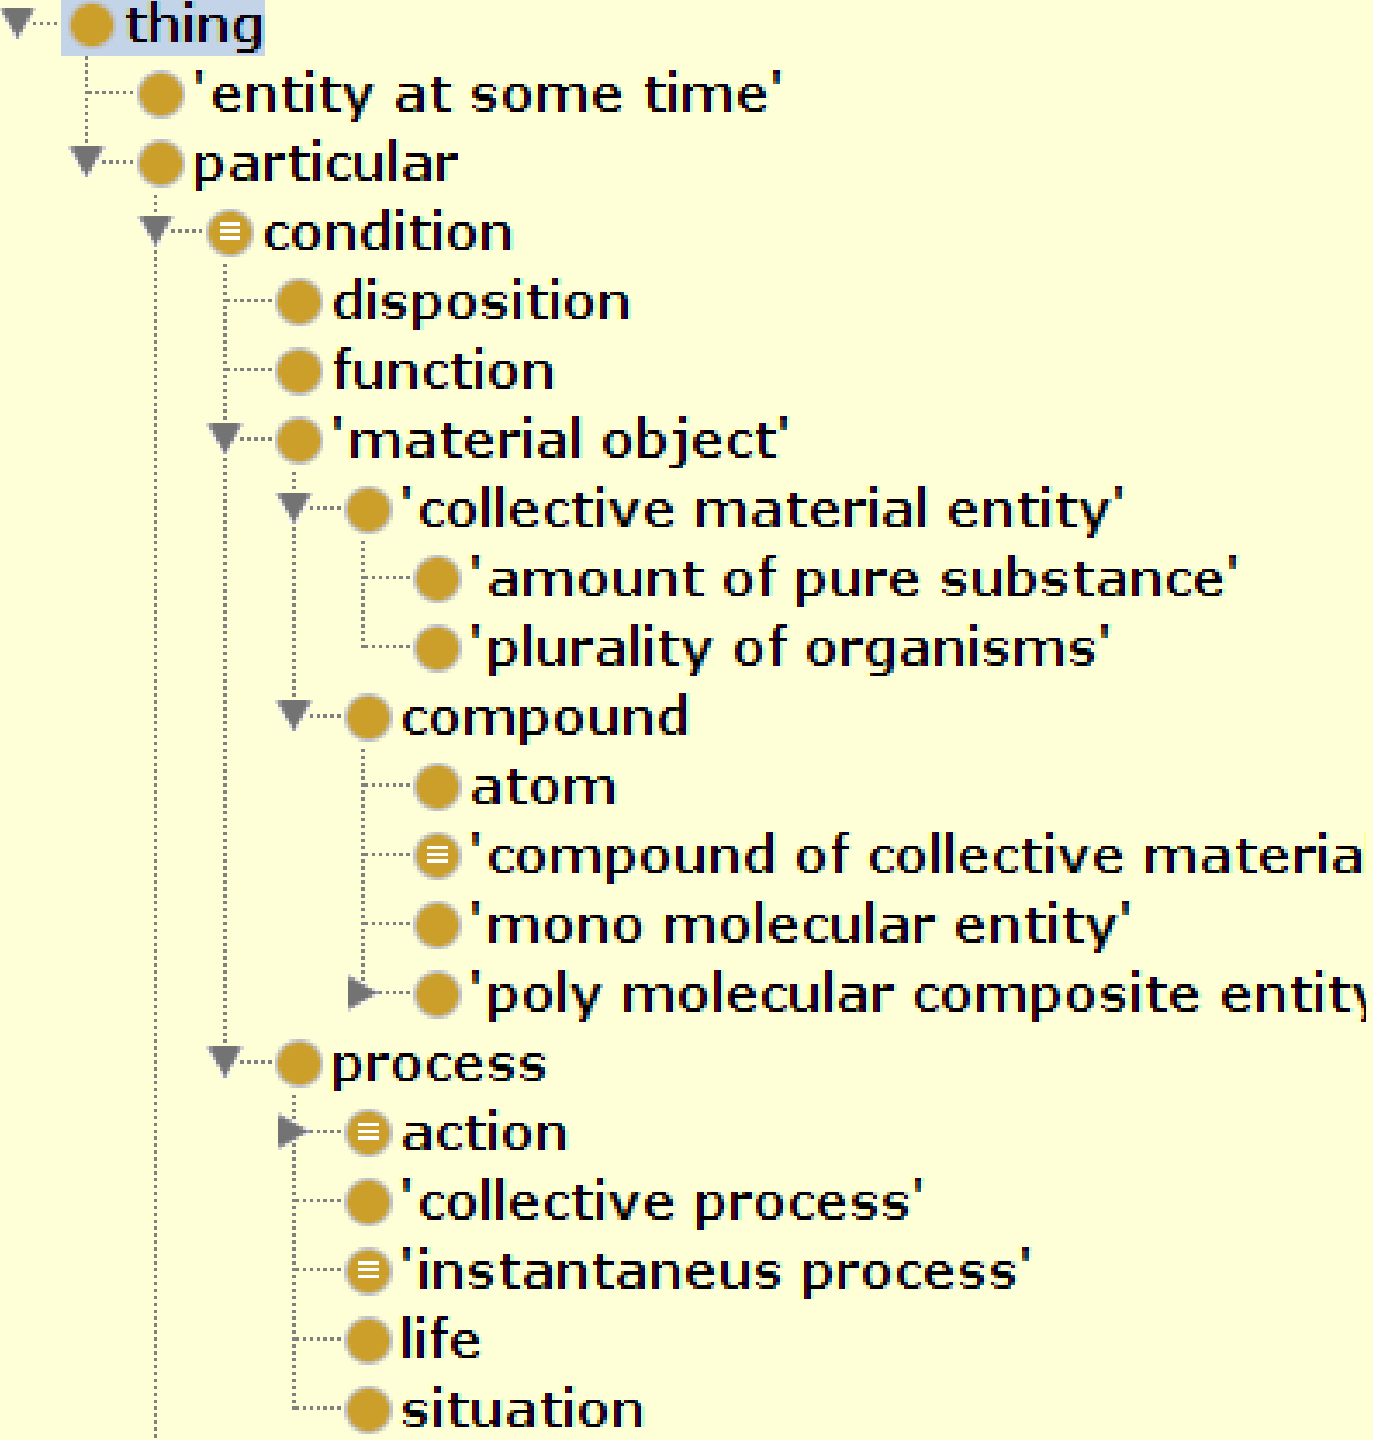 thing
'entity at some time'
particular
condition
disposition
function
'material object'
'collective material entity'
'amount of pure substance'
'plurality of organisms'
compound
atom
'compound of collective materia
'mono molecular entity'
'poly molecular composite entity
process
action
'collective process'
'instantaneus process'
life
situation